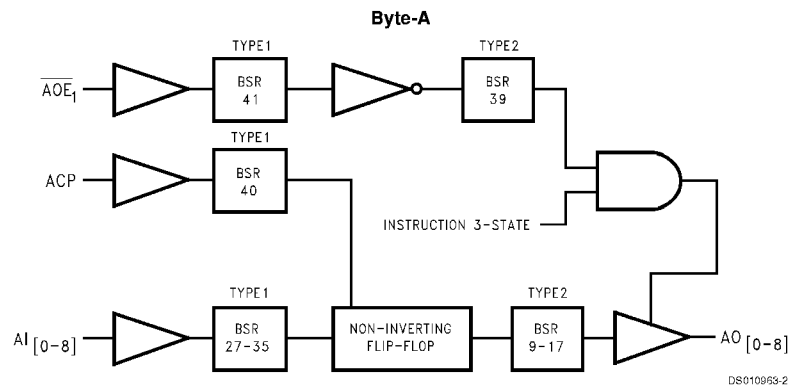 Byte-A
TYPE1
TYPE2
AOE1
BSR
41
BSR
39
TYPE1
ACP
BSR
40
INSTRUCTION 3-STATE
TYPE1
TYPE2
AI[0-8]
BSR
27-35
NON-INVERTING
FLIP-FLOP
BSR
9-17
AO[0-8]
DS010963-2